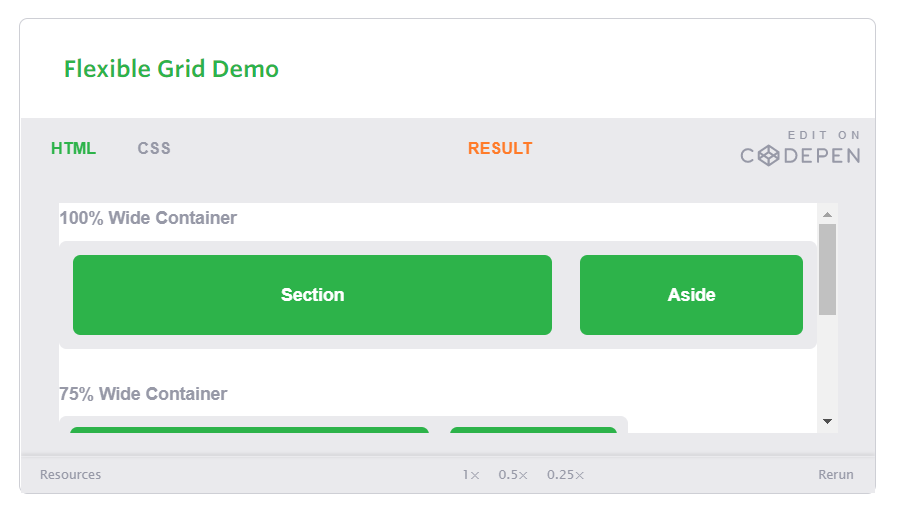 Flexible Grid Demo
HTML CSS RESULT EDIT ON
CODEPEN
100% Wide Container
Section Aside
75% Wide Container
Resources 1× 0.5× 0.25× Rerun